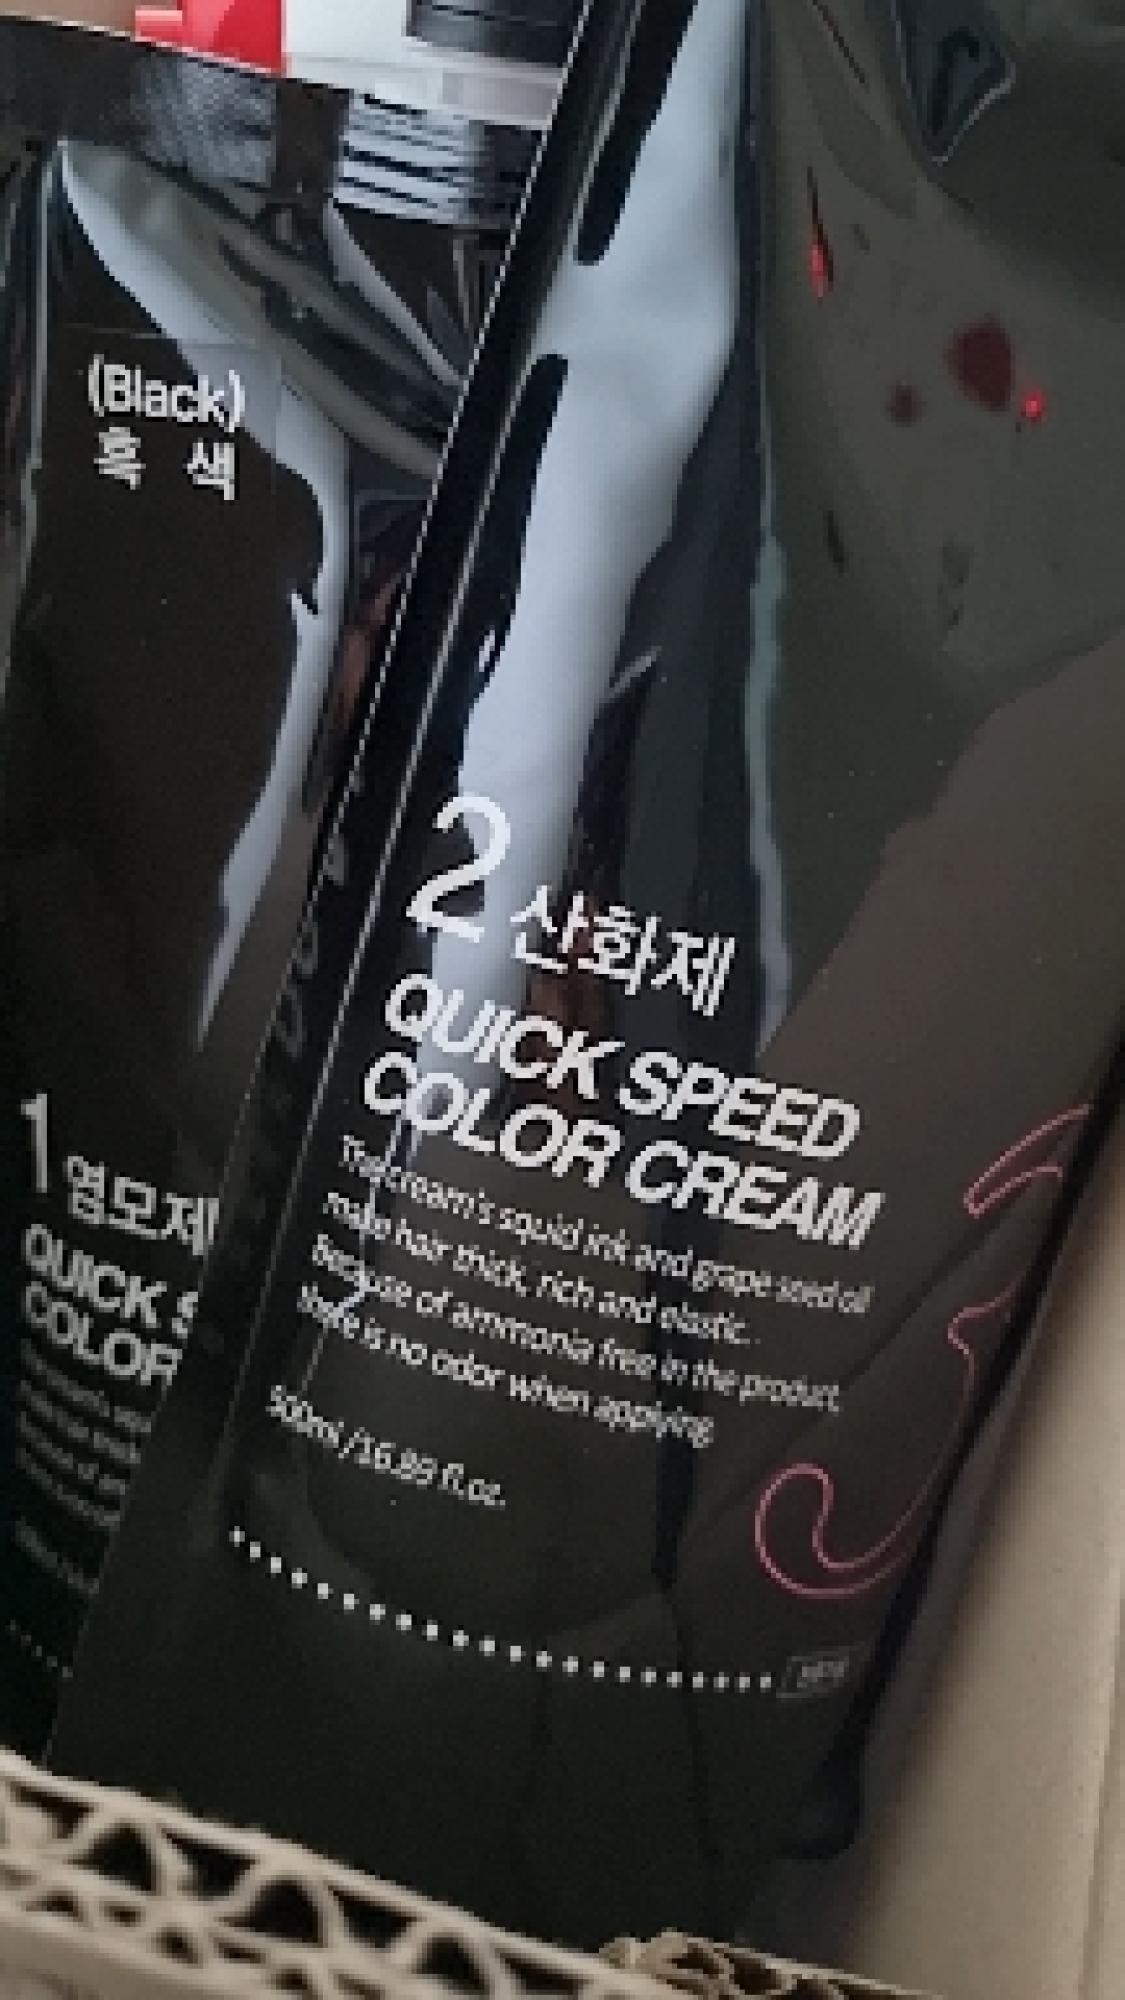 (Black)
흑 색
1 염모제
QUICK S
COLOR
2 산화제
QUICK SPEED
COLOR CREAM
The cream's squid ink and grape seed oil
make hair thick, rich and elastic.
Because of ammonia free in the product,
there is no odor when applying
500ml /16.89 fl.oz.